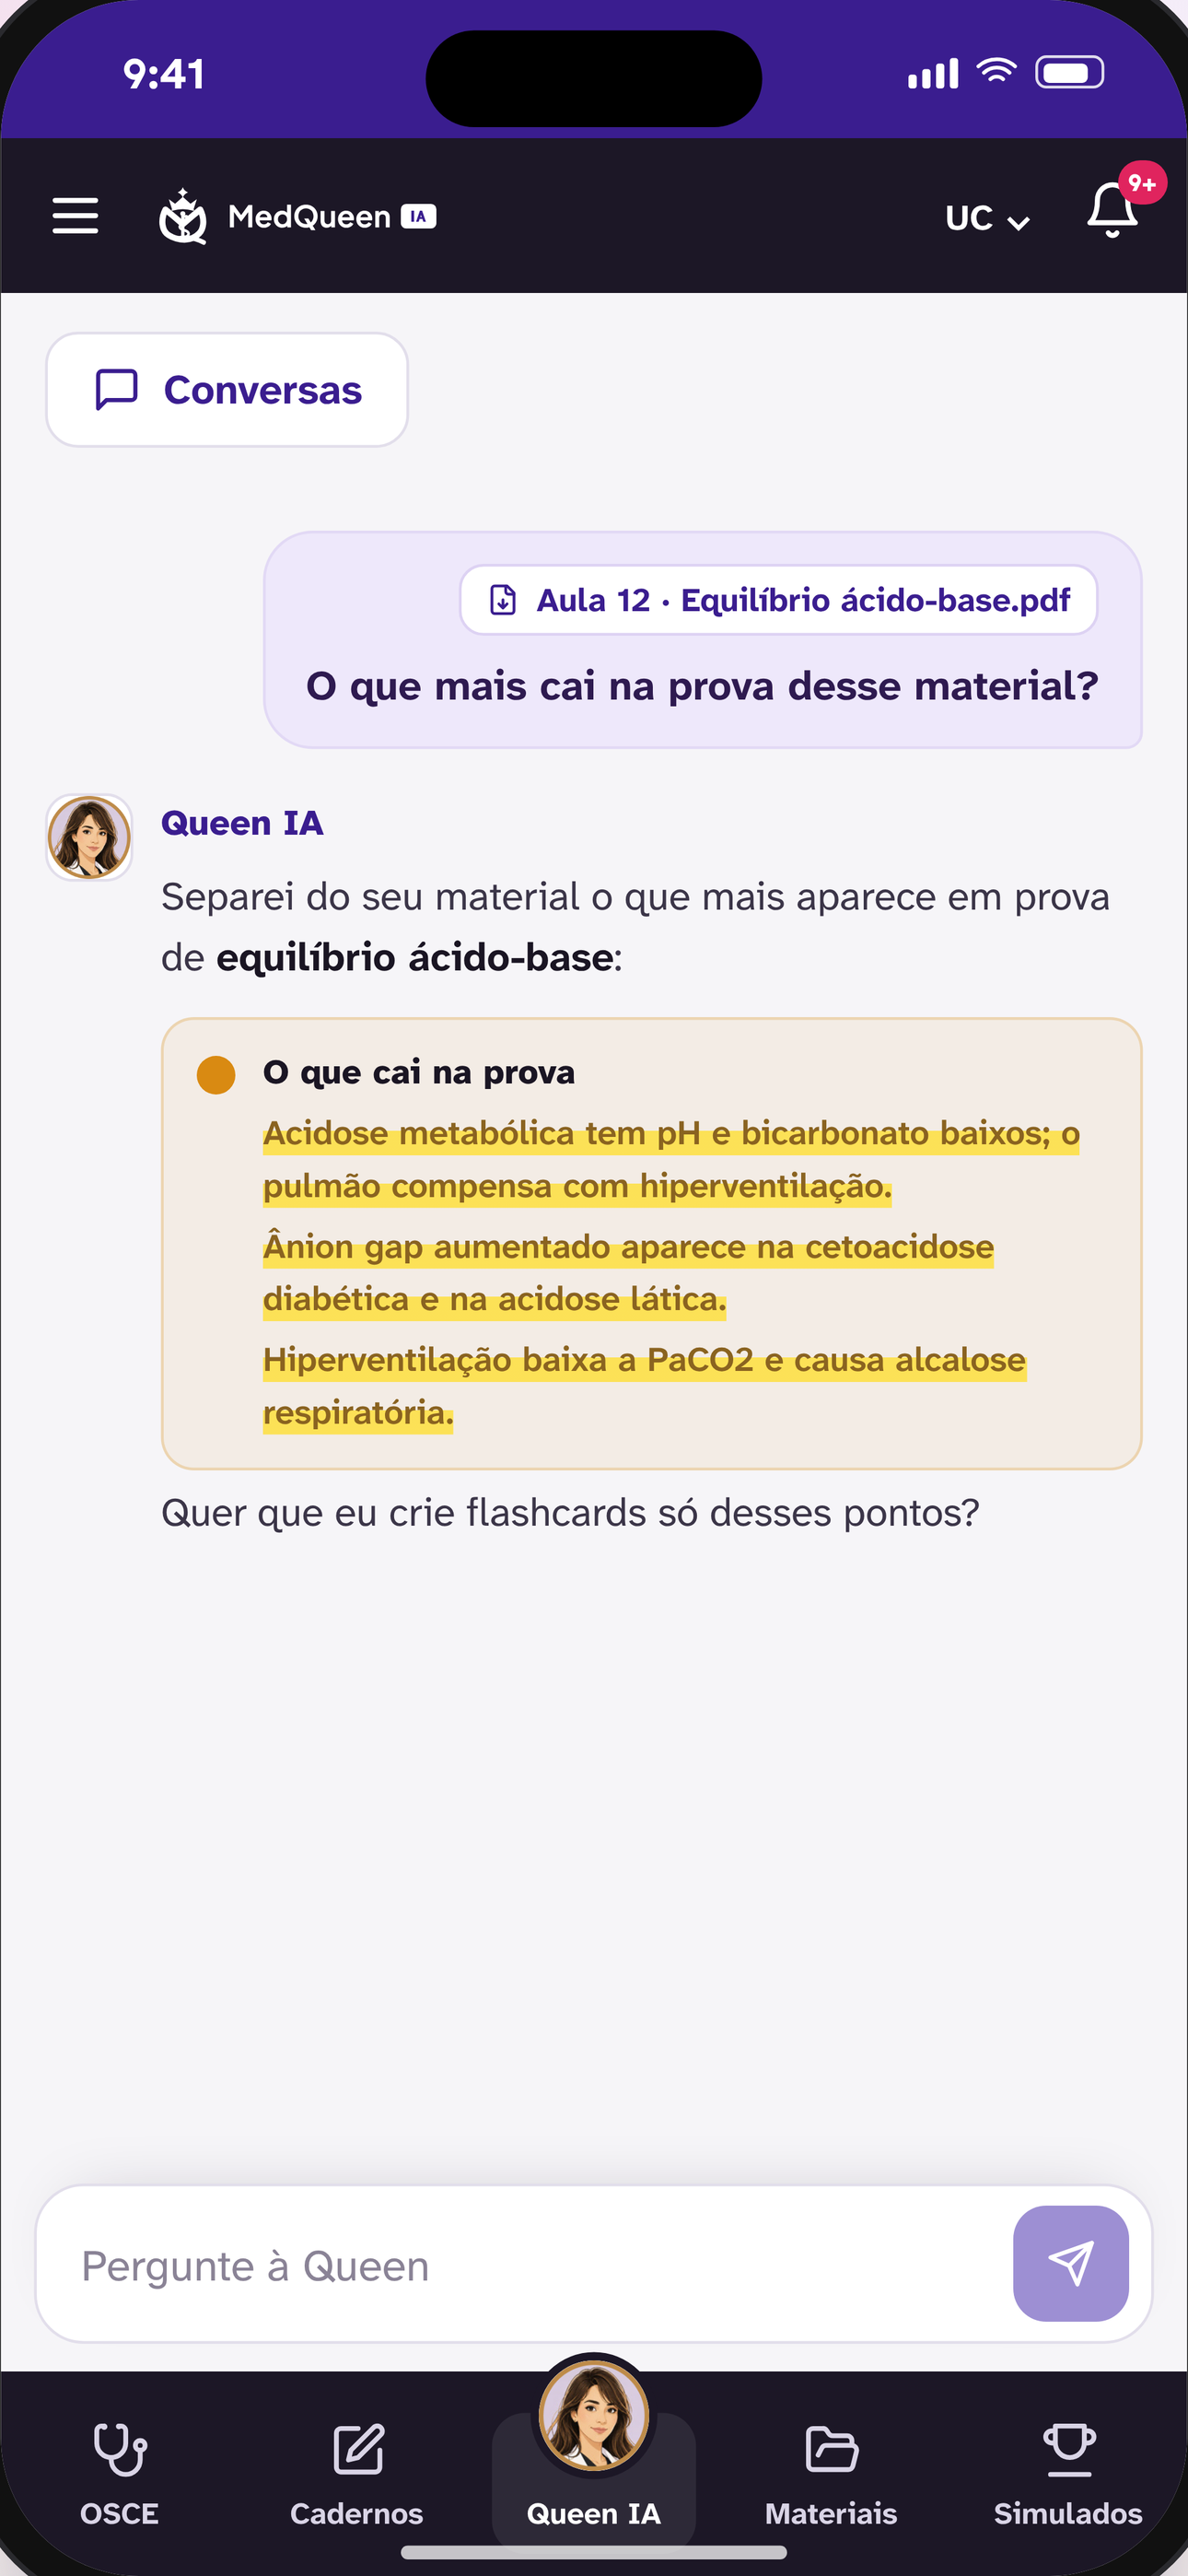 9:41
MedQueen IA
UC
9+
Conversas
Aula 12 · Equilíbrio ácido-base.pdf
O que mais cai na prova desse material?
Queen IA
Separei do seu material o que mais aparece em prova
de equilíbrio ácido-base:
O que cai na prova
Acidose metabólica tem pH e bicarbonato baixos; o
pulmão compensa com hiperventilação.
Ânion gap aumentado aparece na cetoacidose
diabética e na acidose lática.
Hiperventilação baixa a PaCO2 e causa alcalose
respiratória.
Quer que eu crie flashcards só desses pontos?
Pergunte à Queen
OSCE
Cadernos
Queen IA
Materiais
Simulados